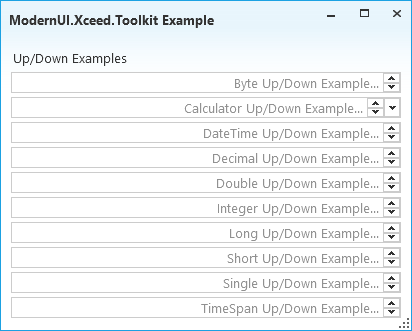 ModernUI.Xceed.Toolkit Example
Up/Down Examples
Byte Up/Down Example...
Calculator Up/Down Example...
DateTime Up/Down Example...
Decimal Up/Down Example...
Double Up/Down Example...
Integer Up/Down Example...
Long Up/Down Example...
Short Up/Down Example...
Single Up/Down Example...
TimeSpan Up/Down Example...